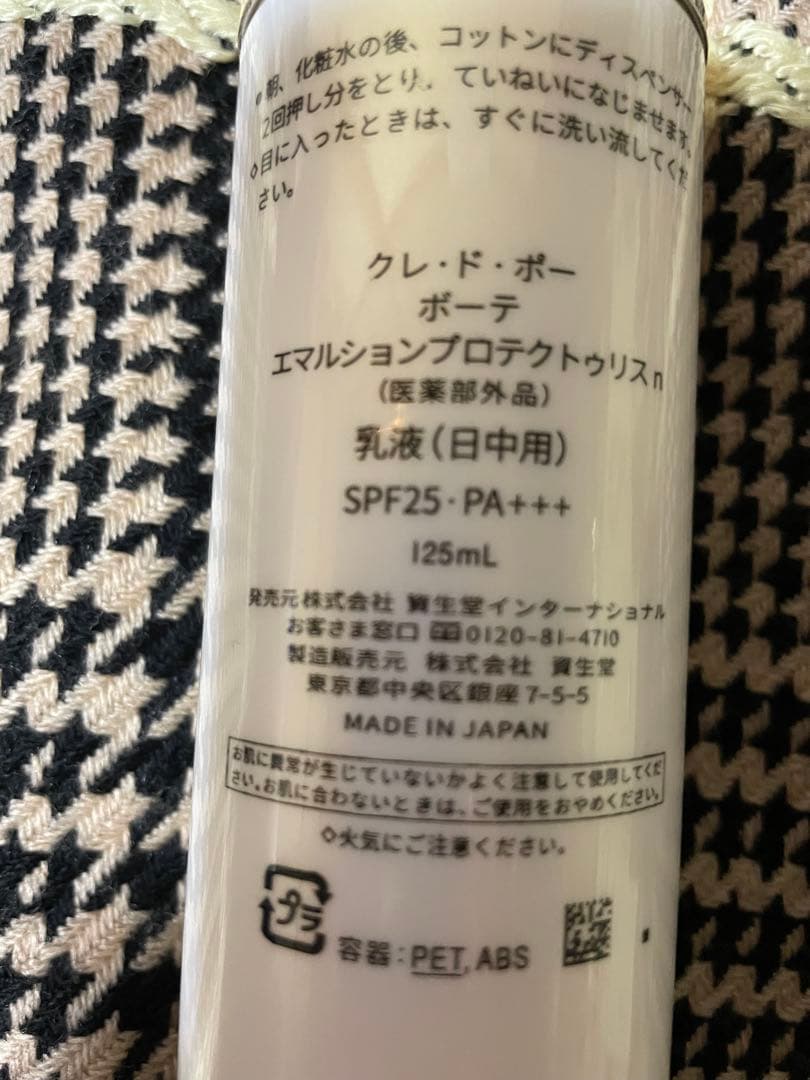 ●朝、化粧水の後、コットンにディスペンサー
2回押し分をとり、ていねいになじませます。
◇目に入ったときは、すぐに洗い流してくだ
さい。
クレ・ド・ポー
ボーテ
エマルションプロテクトゥリスn
(医薬部外品)
乳液(日中用)
SPF25・PA+++
125mL
発売元 株式会社 資生堂インターナショナル
お客さま窓口 0120-81-4710
製造販売元 株式会社 資生堂
東京都中央区銀座7-5-5
MADE IN JAPAN
お肌に異常が生じていないかよく注意して使用してくだ
さい。お肌に合わないときは、ご使用をおやめください。
◇火気にご注意ください。
プラ
容器:PET, ABS